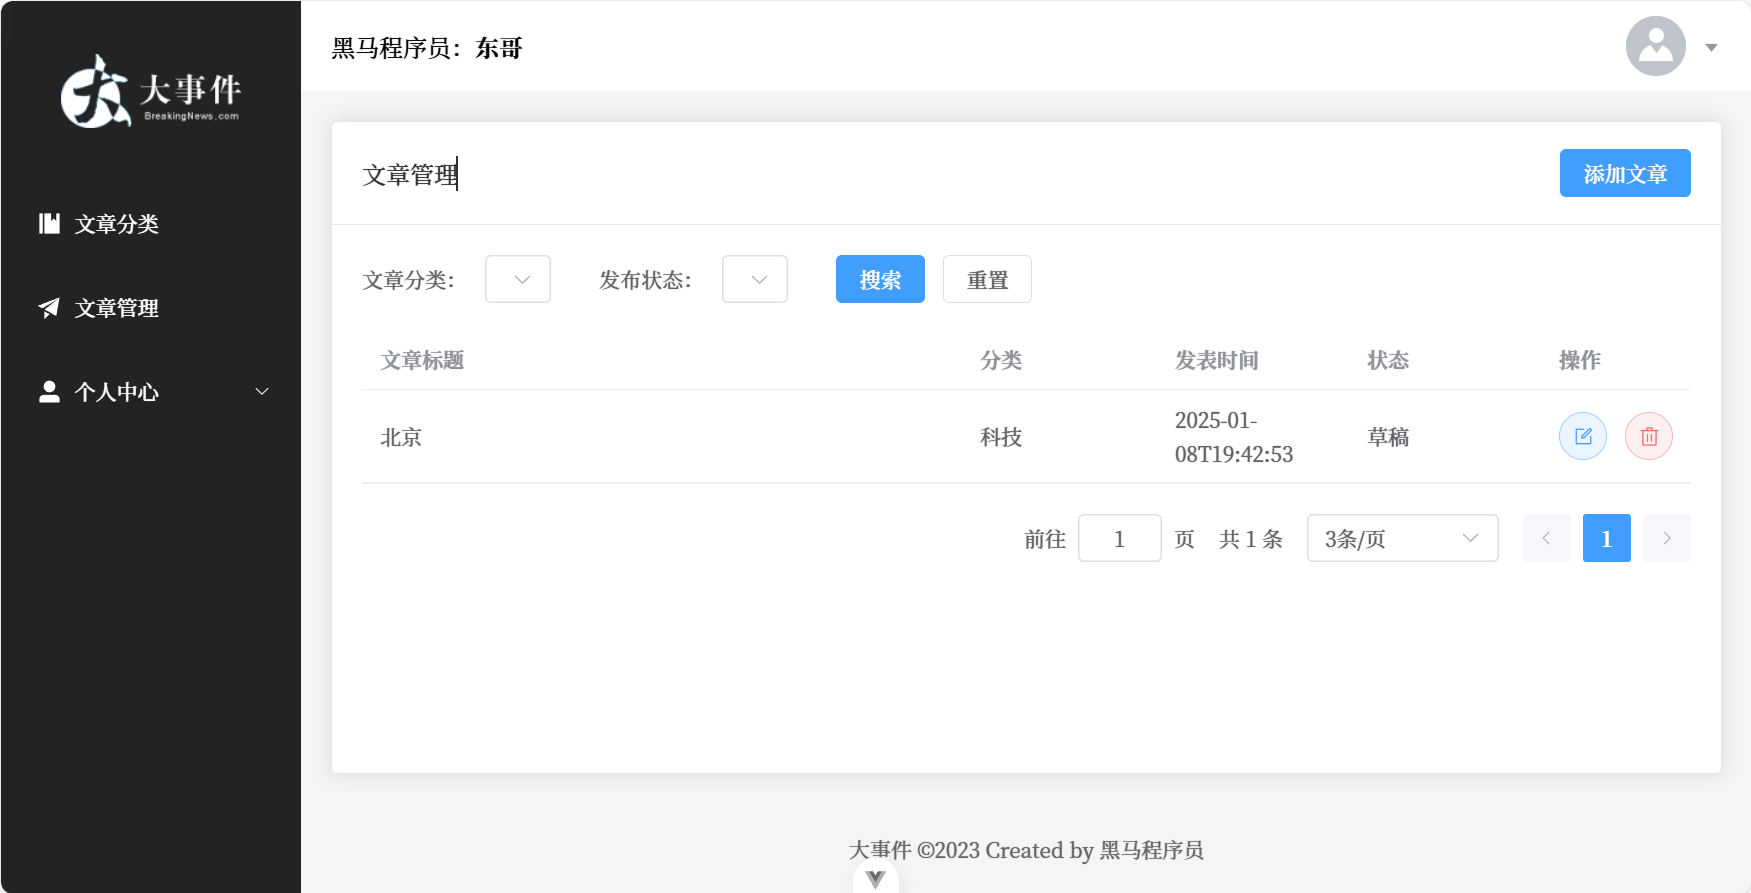 大事件
BreakingNews.com
文章分类
文章管理
个人中心
黑马程序员：东哥
文章管理
添加文章
文章分类： 发布状态： 搜索 重置
文章标题 分类 发表时间 状态 操作
北京 科技 2025-01-08T19:42:53 草稿
前往 1 页 共 1 条 3条/页 1
大事件 ©2023 Created by 黑马程序员